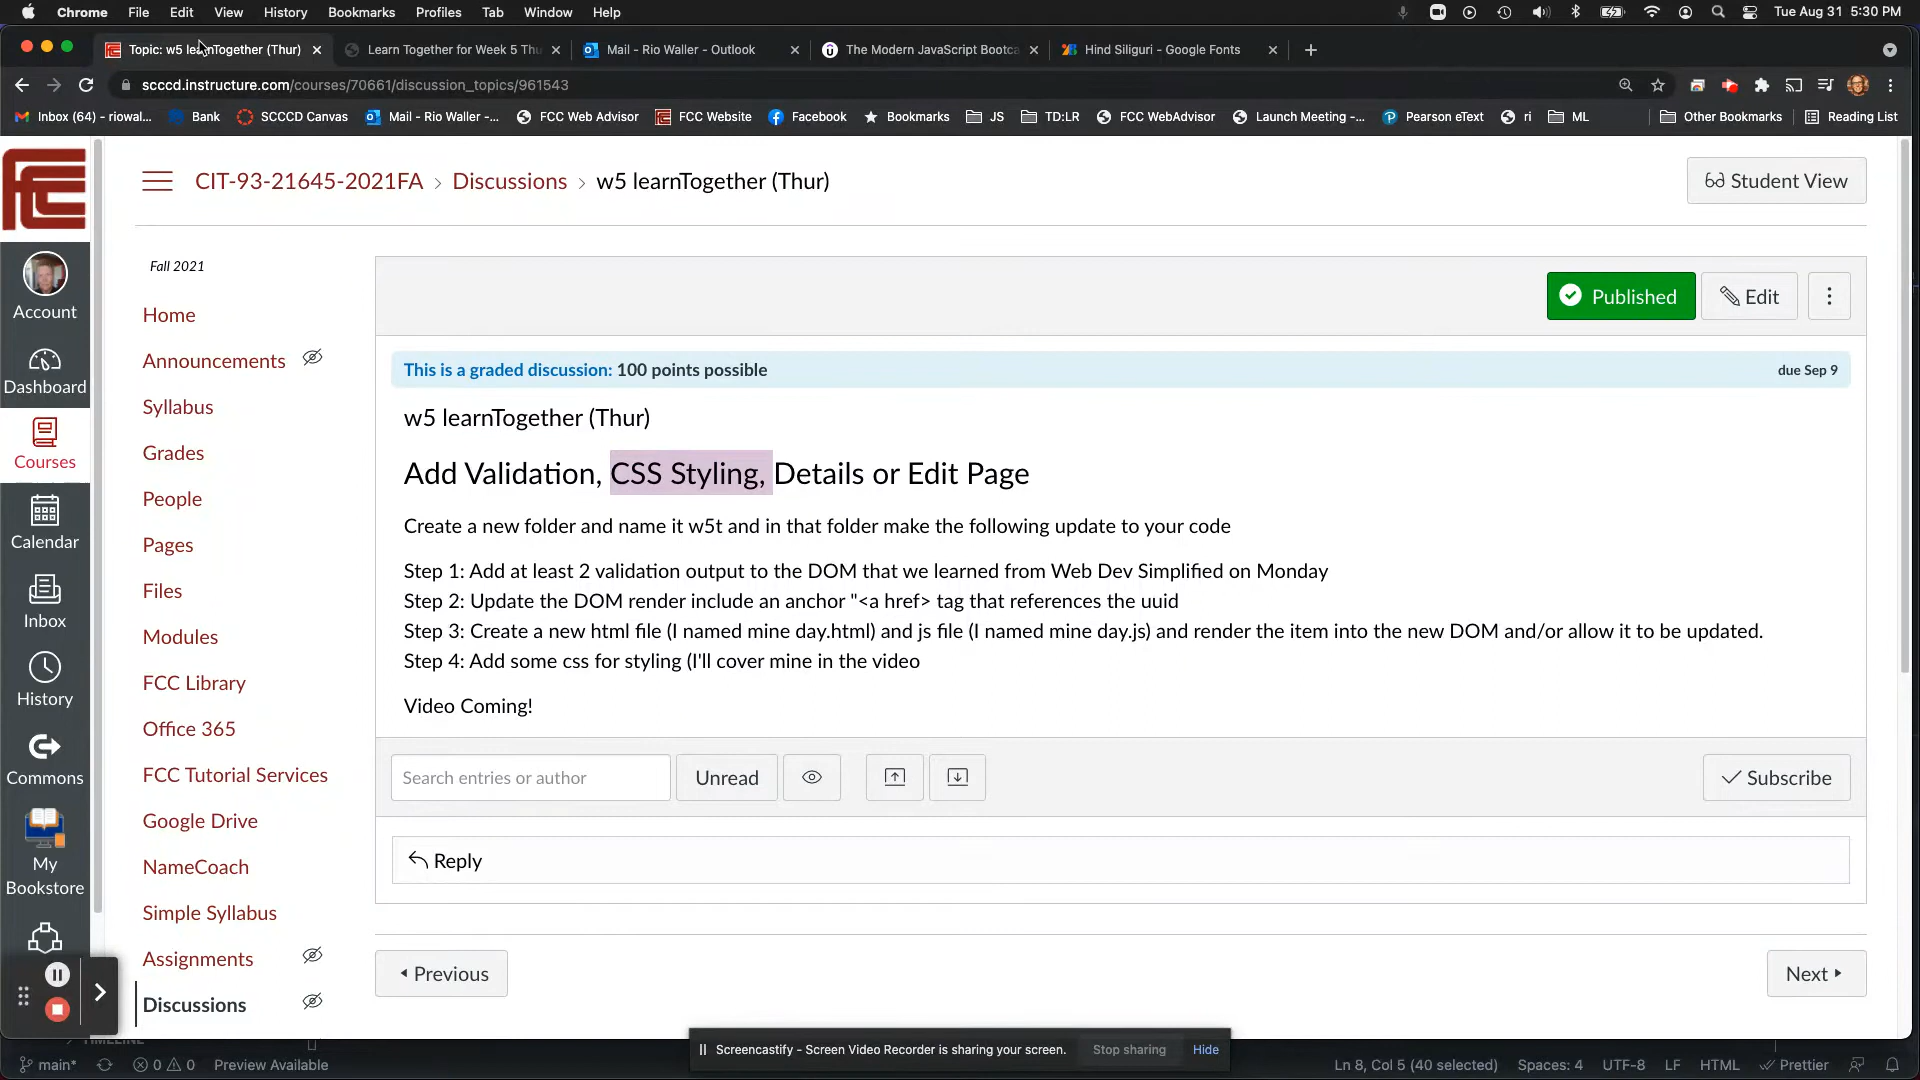 Chrome File Edit View History Bookmarks Profiles Tab Window Help Tue Aug 31 5:30 PM
Topic: w5 learnTogether (Thur) Learn Together for Week 5 Thu Mail - Rio Waller - Outlook The Modern JavaScript Bootca Hind Siliguri - Google Fonts
scccd.instructure.com/courses/70661/discussion_topics/961543
Inbox (64) - riowal... Bank SCCCD Canvas Mail - Rio Waller -... FCC Web Advisor FCC Website Facebook Bookmarks JS TD:LR FCC WebAdvisor Launch Meeting -... Pearson eText ri ML Other Bookmarks Reading List
CIT-93-21645-2021FA › Discussions › w5 learnTogether (Thur)
Student View
Account
Dashboard
Courses
Calendar
Inbox
History
Commons
My
Bookstore
Fall 2021
Home
Announcements
Syllabus
Grades
People
Pages
Files
Modules
FCC Library
Office 365
FCC Tutorial Services
Google Drive
NameCoach
Simple Syllabus
Assignments
Discussions
Published Edit
This is a graded discussion: 100 points possible due Sep 9
w5 learnTogether (Thur)
Add Validation, CSS Styling, Details or Edit Page
Create a new folder and name it w5t and in that folder make the following update to your code
Step 1: Add at least 2 validation output to the DOM that we learned from Web Dev Simplified on Monday
Step 2: Update the DOM render include an anchor "<a href> tag that references the uuid
Step 3: Create a new html file (I named mine day.html) and js file (I named mine day.js) and render the item into the new DOM and/or allow it to be updated.
Step 4: Add some css for styling (I'll cover mine in the video
Video Coming!
Search entries or author Unread Subscribe
Reply
Previous Next
TIMELINE
Screencastify - Screen Video Recorder is sharing your screen. Stop sharing Hide
main* 0 0 Preview Available Ln 8, Col 5 (40 selected) Spaces: 4 UTF-8 LF HTML Prettier